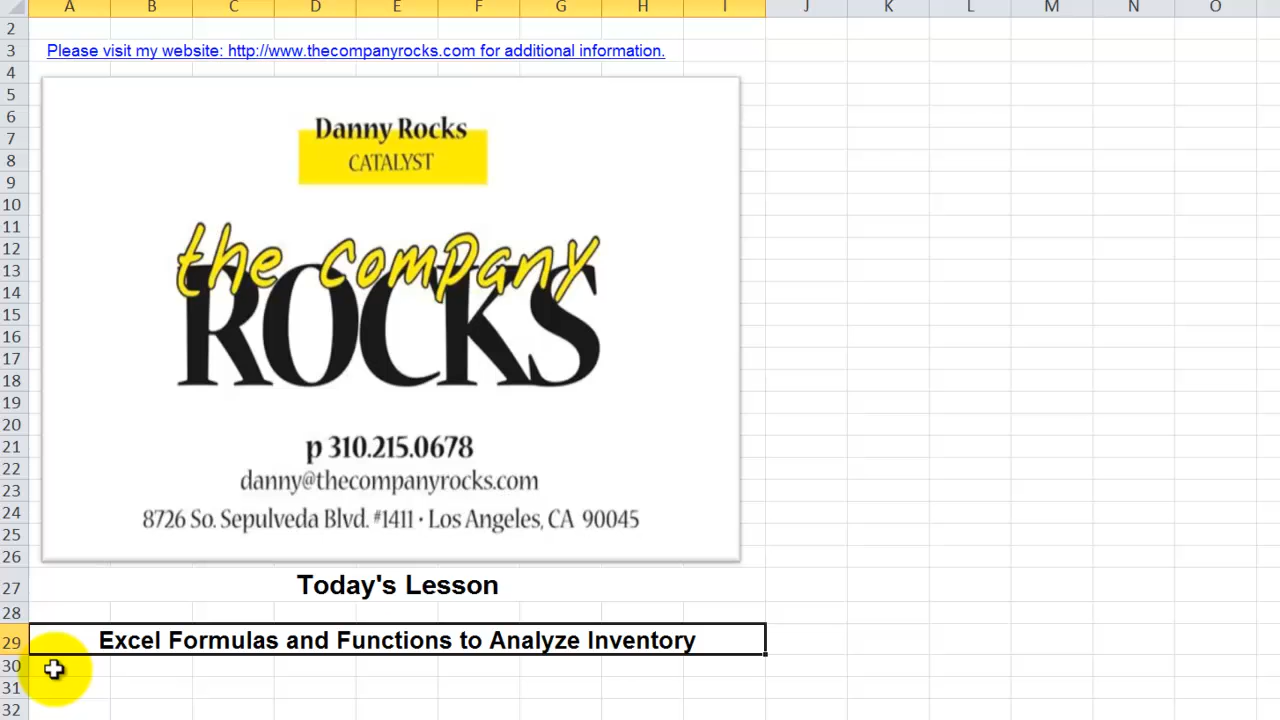 A B C D E F G H I J K L M N O
2
3 Please visit my website: http://www.thecompanyrocks.com for additional information.
4
5
6 Danny Rocks
7
8 CATALYST
9
10
11
12 the company
13
14
15 ROCKS
16
17
18
19
20
21 p 310.215.0678
22 danny@thecompanyrocks.com
23
24 8726 So. Sepulveda Blvd. #1411 · Los Angeles, CA 90045
25
26
27 Today's Lesson
28
29 Excel Formulas and Functions to Analyze Inventory
30
31
32